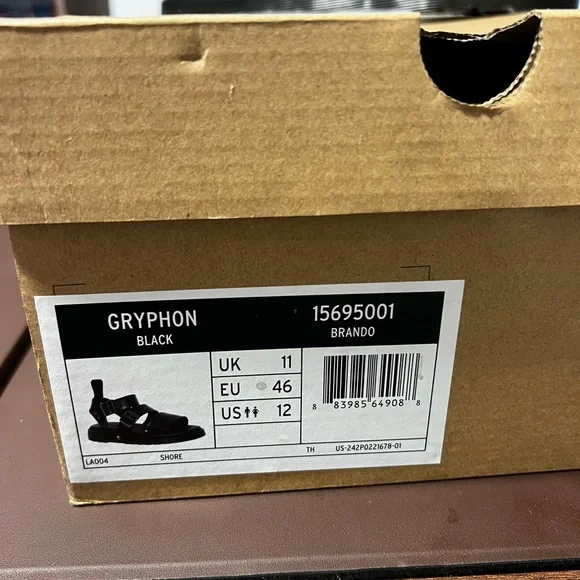 GRYPHON 15695001
BLACK BRANDO
UK 11
EU 46
US 12
8 83985 64908 8
LA004 SHORE TH US-242P0221678-01